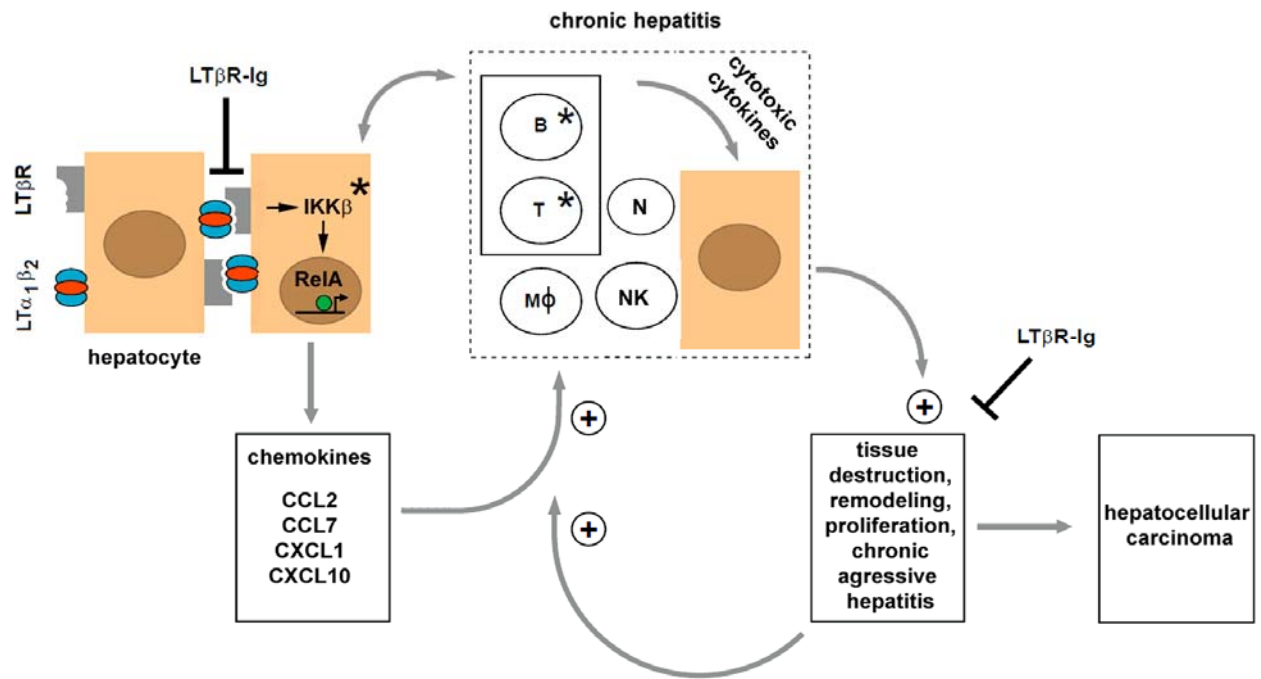 chronic hepatitis
LTβR-Ig
cytotoxic
cytokines
LTβR
LTα1β2
IKKβ
*
RelA
hepatocyte
B *
T *
N
Mϕ
NK
LTβR-Ig
+
+
+
chemokines
CCL2
CCL7
CXCL1
CXCL10
tissue
destruction,
remodeling,
proliferation,
chronic
agressive
hepatitis
hepatocellular
carcinoma